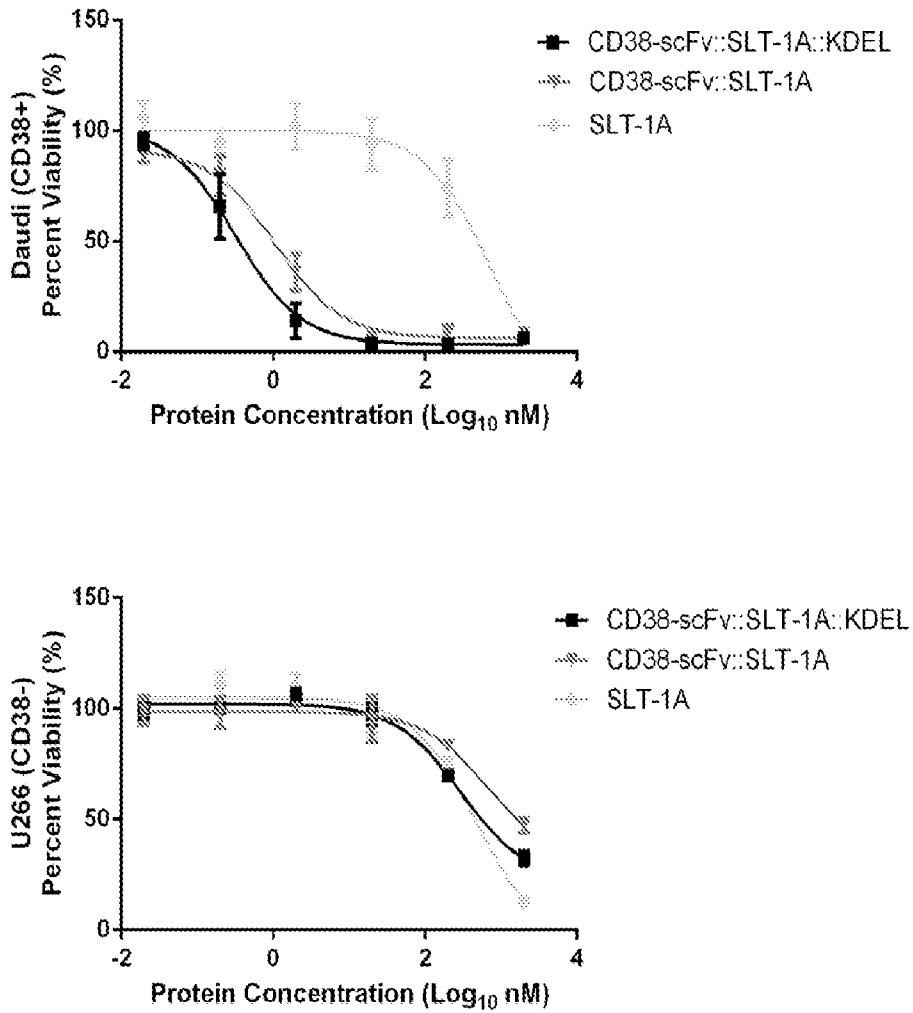 150
100
50
0
-2 0 2 4
Daudi (CD38+)
Percent Viability (%)
Protein Concentration (Log10 nM)
CD38-scFv::SLT-1A::KDEL
CD38-scFv::SLT-1A
SLT-1A
150
100
50
0
-2 0 2 4
U266 (CD38-)
Percent Viability (%)
Protein Concentration (Log10 nM)
CD38-scFv::SLT-1A::KDEL
CD38-scFv::SLT-1A
SLT-1A